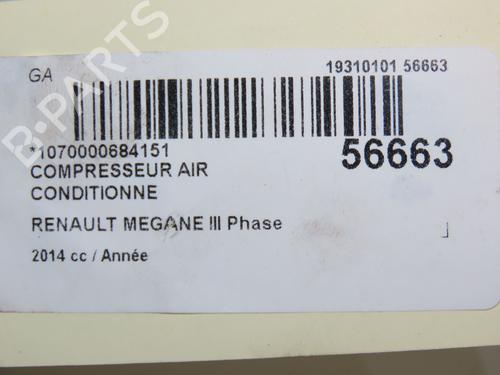 GA
19310101 56663
*1070000684151
56663
COMPRESSEUR AIR
CONDITIONNE
RENAULT MEGANE III Phase
2014 cc / Année
B-PARTS